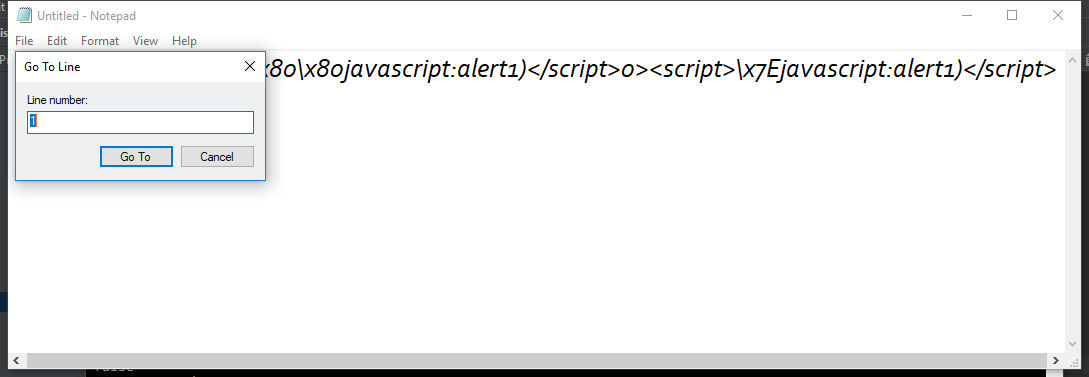 Untitled - Notepad
File Edit Format View Help
x80\x80javascript:alert1)</script>0><script>\x7Ejavascript:alert1)</script>
Go To Line
Line number:
1
Go To Cancel